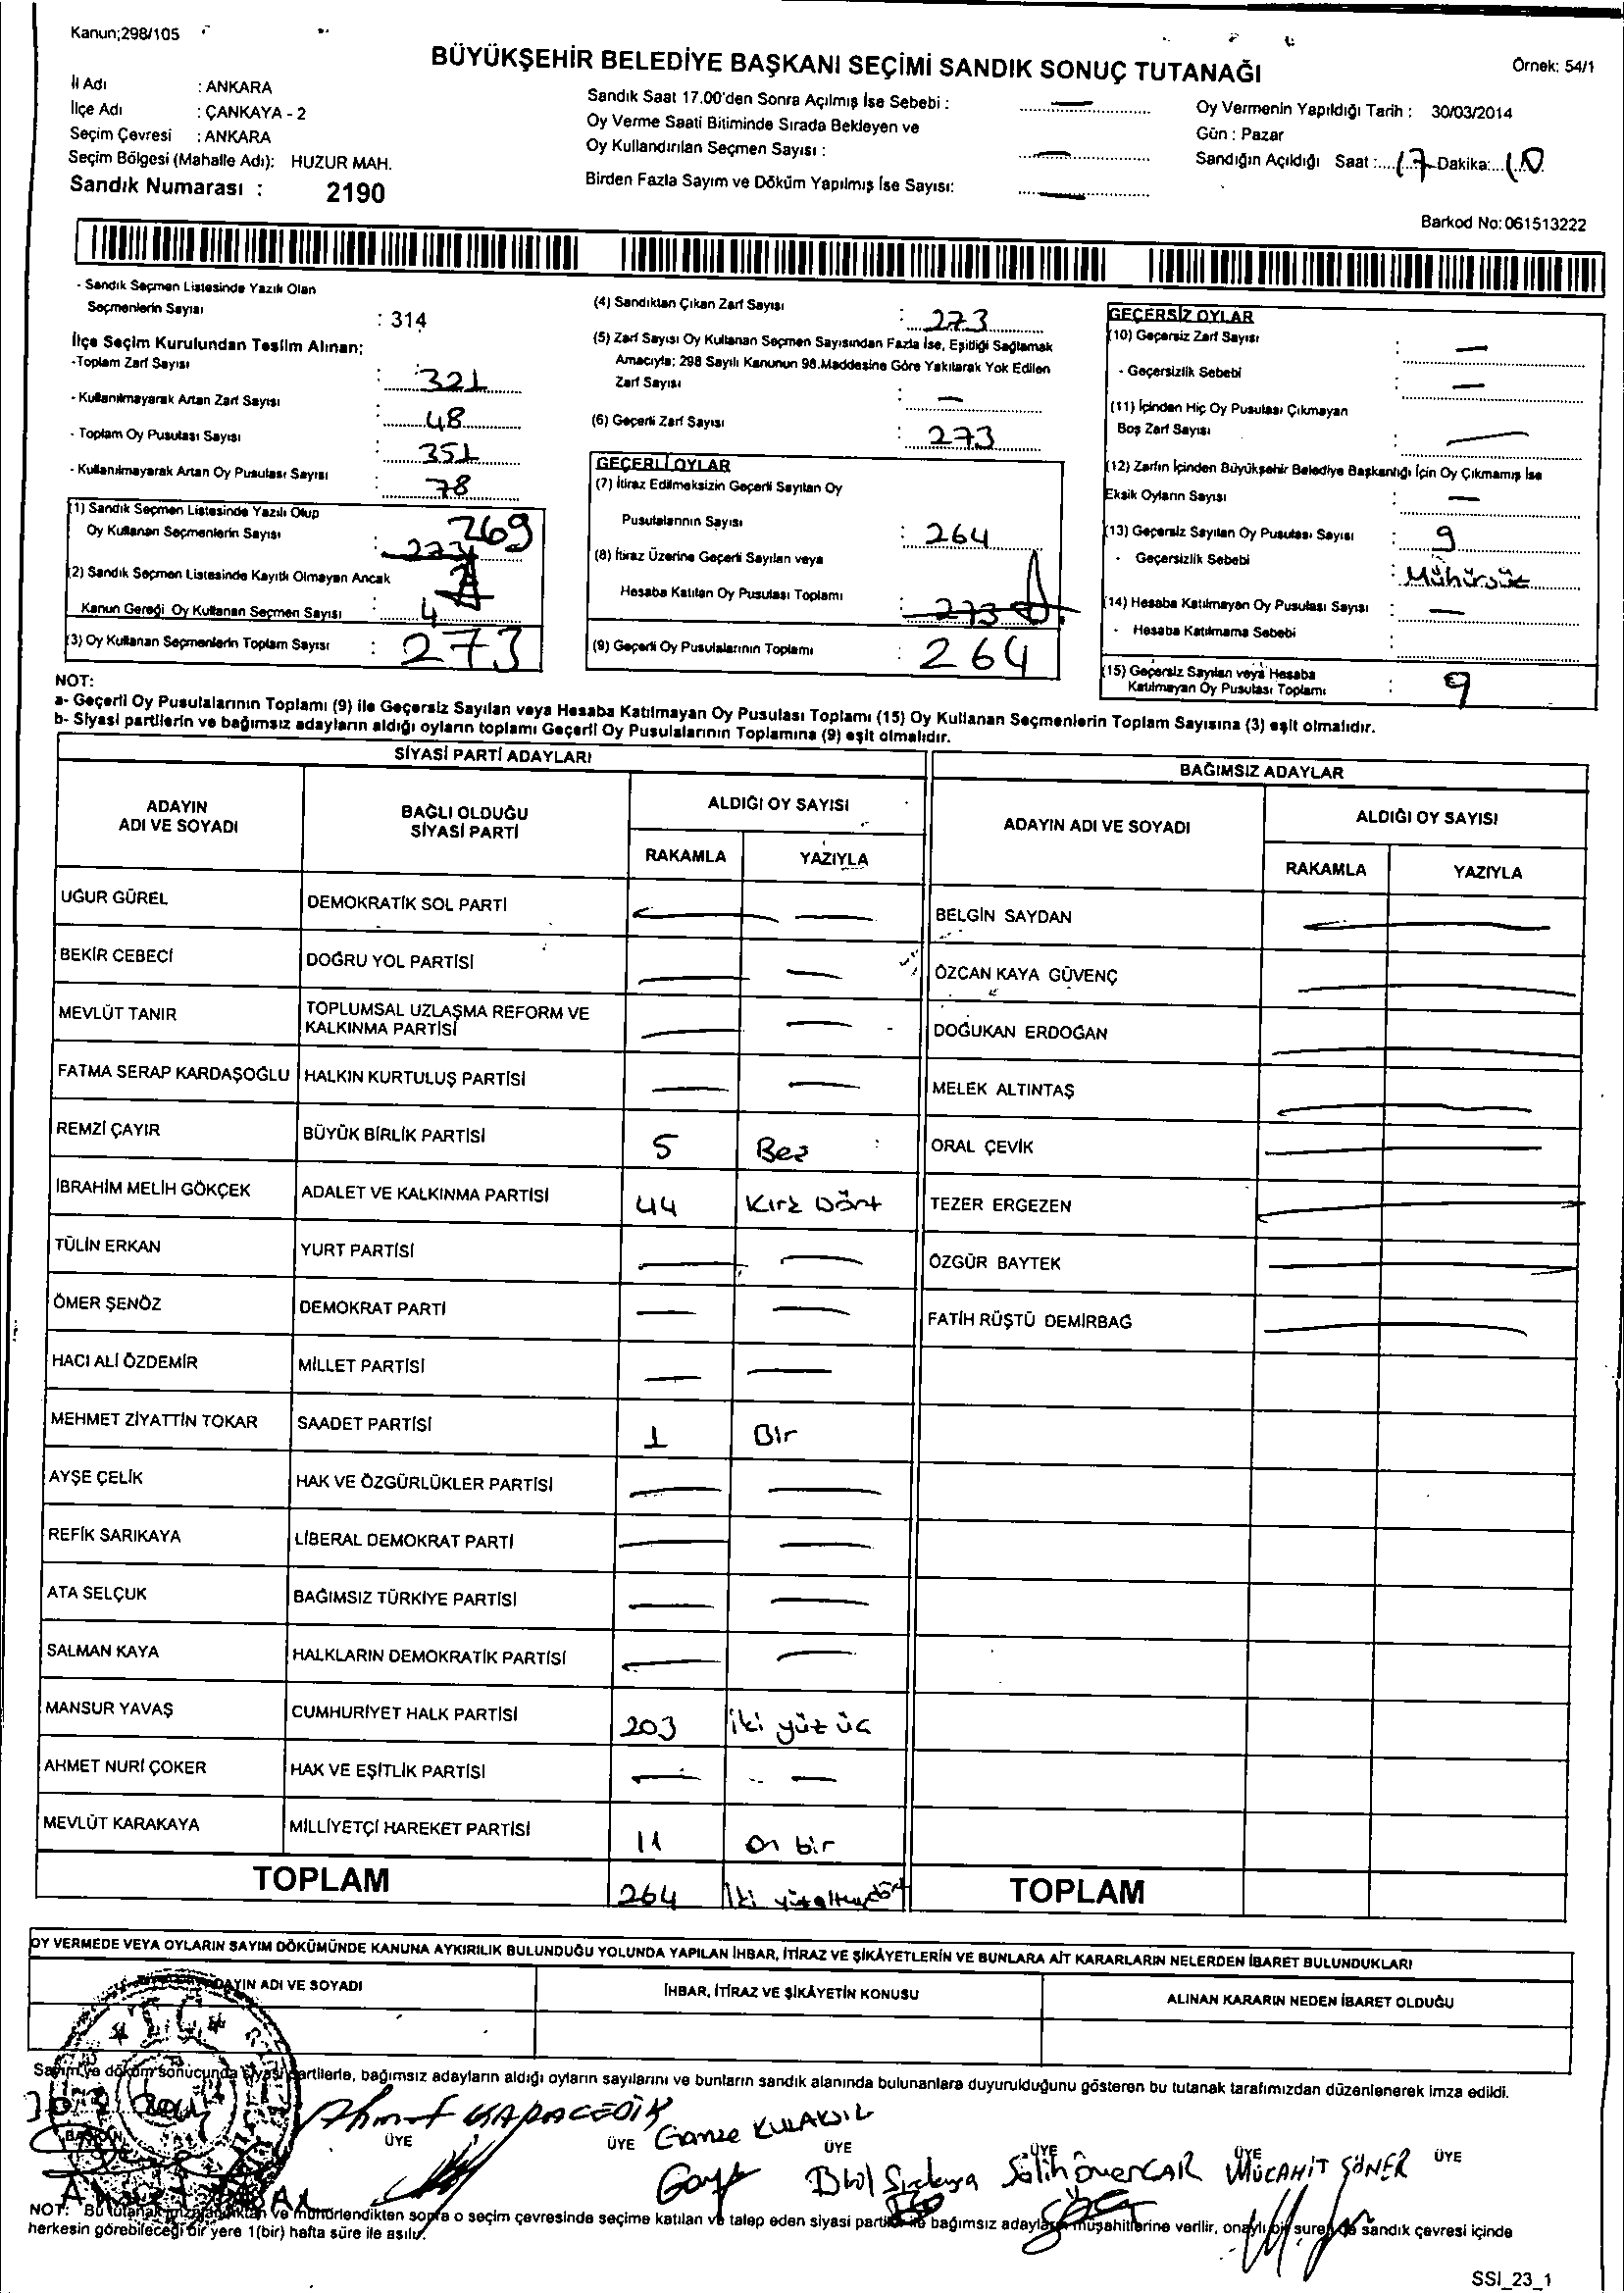 Kanun;298/105
BÜYÜKŞEHİR BELEDİYE BAŞKANI SEÇİMİ SANDIK SONUÇ TUTANAĞI
Örnek: 54/1
İl Adı : ANKARA
İlçe Adı : ÇANKAYA - 2
Seçim Çevresi : ANKARA
Seçim Bölgesi (Mahalle Adı): HUZUR MAH.
Sandık Numarası : 2190
Sandık Saat 17.00'den Sonra Açılmış İse Sebebi : —
Oy Verme Saati Bitiminde Sırada Bekleyen ve
Oy Kullandırılan Seçmen Sayısı : —
Birden Fazla Sayım ve Döküm Yapılmış İse Sayısı: —
Oy Vermenin Yapıldığı Tarih : 30/03/2014
Gün : Pazar
Sandığın Açıldığı Saat :....17..Dakika:...10
Barkod No: 061513222
- Sandık Seçmen Listesinde Yazılı Olan
Seçmenlerin Sayısı : 314
İlçe Seçim Kurulundan Teslim Alınan;
-Toplam Zarf Sayısı : 321
- Kullanılmayarak Artan Zarf Sayısı : 48
- Toplam Oy Pusulası Sayısı : 351
- Kullanılmayarak Artan Oy Pusulası Sayısı : 78
(1) Sandık Seçmen Listesinde Yazılı Olup
Oy Kullanan Seçmenlerin Sayısı : 273 269
(2) Sandık Seçmen Listesinde Kayıtlı Olmayan Ancak
Kanun Gereği Oy Kullanan Seçmen Sayısı : 4
(3) Oy Kullanan Seçmenlerin Toplam Sayısı : 273
(4) Sandıktan Çıkan Zarf Sayısı : 273
(5) Zarf Sayısı Oy Kullanan Seçmen Sayısından Fazla İse, Eşitliği Sağlamak
Amacıyla; 298 Sayılı Kanunun 98.Maddesine Göre Yakılarak Yok Edilen
Zarf Sayısı : —
(6) Geçerli Zarf Sayısı : 273
GEÇERLİ OYLAR
(7) İtiraz Edilmeksizin Geçerli Sayılan Oy
Pusulalarının Sayısı : 264
(8) İtiraz Üzerine Geçerli Sayılan veya
Hesaba Katılan Oy Pusulası Toplamı : 273
(9) Geçerli Oy Pusulalarının Toplamı : 264
GEÇERSİZ OYLAR
(10) Geçersiz Zarf Sayısı : —
- Geçersizlik Sebebi : —
(11) İçinden Hiç Oy Pusulası Çıkmayan
Boş Zarf Sayısı : —
(12) Zarfın İçinden Büyükşehir Belediye Başkanlığı İçin Oy Çıkmamış İse
Eksik Oyların Sayısı : —
(13) Geçersiz Sayılan Oy Pusulası Sayısı : 9
- Geçersizlik Sebebi : Mühürsüz
(14) Hesaba Katılmayan Oy Pusulası Sayısı : —
- Hesaba Katılmama Sebebi :
(15) Geçersiz Sayılan veya Hesaba
Katılmayan Oy Pusulası Toplamı : 9
NOT:
a- Geçerli Oy Pusulalarının Toplamı (9) ile Geçersiz Sayılan veya Hesaba Katılmayan Oy Pusulası Toplamı (15) Oy Kullanan Seçmenlerin Toplam Sayısına (3) eşit olmalıdır.
b- Siyasi partilerin ve bağımsız adayların aldığı oyların toplamı Geçerli Oy Pusulalarının Toplamına (9) eşit olmalıdır.
SİYASİ PARTİ ADAYLARI
ADAYIN ADI VE SOYADI
BAĞLI OLDUĞU SİYASİ PARTİ
ALDIĞI OY SAYISI
RAKAMLA YAZIYLA
UĞUR GÜREL DEMOKRATİK SOL PARTİ — —
BEKİR CEBECİ DOĞRU YOL PARTİSİ — —
MEVLÜT TANIR TOPLUMSAL UZLAŞMA REFORM VE KALKINMA PARTİSİ — —
FATMA SERAP KARDAŞOĞLU HALKIN KURTULUŞ PARTİSİ — —
REMZİ ÇAYIR BÜYÜK BİRLİK PARTİSİ 5 Beş
İBRAHİM MELİH GÖKÇEK ADALET VE KALKINMA PARTİSİ 44 Kırk Dört
TÜLİN ERKAN YURT PARTİSİ — —
ÖMER ŞENÖZ DEMOKRAT PARTİ — —
HACI ALİ ÖZDEMİR MİLLET PARTİSİ — —
MEHMET ZİYATTİN TOKAR SAADET PARTİSİ 1 Bir
AYŞE ÇELİK HAK VE ÖZGÜRLÜKLER PARTİSİ — —
REFİK SARIKAYA LİBERAL DEMOKRAT PARTİ — —
ATA SELÇUK BAĞIMSIZ TÜRKİYE PARTİSİ — —
SALMAN KAYA HALKLARIN DEMOKRATİK PARTİSİ — —
MANSUR YAVAŞ CUMHURİYET HALK PARTİSİ 203 İki yüz üç
AHMET NURİ ÇOKER HAK VE EŞİTLİK PARTİSİ — —
MEVLÜT KARAKAYA MİLLİYETÇİ HAREKET PARTİSİ 11 On bir
TOPLAM 264 İki yüzaltmışdört
BAĞIMSIZ ADAYLAR
ADAYIN ADI VE SOYADI
ALDIĞI OY SAYISI
RAKAMLA YAZIYLA
BELGİN SAYDAN —
ÖZCAN KAYA GÜVENÇ —
DOĞUKAN ERDOĞAN —
MELEK ALTINTAŞ —
ORAL ÇEVİK —
TEZER ERGEZEN —
ÖZGÜR BAYTEK —
FATİH RÜŞTÜ DEMİRBAĞ —
TOPLAM
OY VERMEDE VEYA OYLARIN SAYIM DÖKÜMÜNDE KANUNA AYKIRILIK BULUNDUĞU YOLUNDA YAPILAN İHBAR, İTİRAZ VE ŞİKÂYETLERİN VE BUNLARA AİT KARARLARIN NELERDEN İBARET BULUNDUKLARI
ADAYIN ADI VE SOYADI
İHBAR, İTİRAZ VE ŞİKÂYETİN KONUSU
ALINAN KARARIN NEDEN İBARET OLDUĞU
Sayım ve döküm sonucunda siyasi partilerle, bağımsız adayların aldığı oyların sayılarını ve bunların sandık alanında bulunanlara duyurulduğunu gösteren bu tutanak tarafımızdan düzenlenerek imza edildi.
BAŞKAN ÜYE ÜYE ÜYE ÜYE ÜYE ÜYE
Ahmet KARACEDİK
Gamze
Salih ömer CAR
MÜCAHİT ŞÖNER
NOT: Bu tutanak imzalandıktan ve mühürlendikten sonra o seçim çevresinde seçime katılan ve talep eden siyasi partiler ile bağımsız adayların müşahitlerine verilir, onaylı bir sureti de sandık çevresi içinde
herkesin görebileceği bir yere 1(bir) hafta süre ile asılır.
SSI_23_1